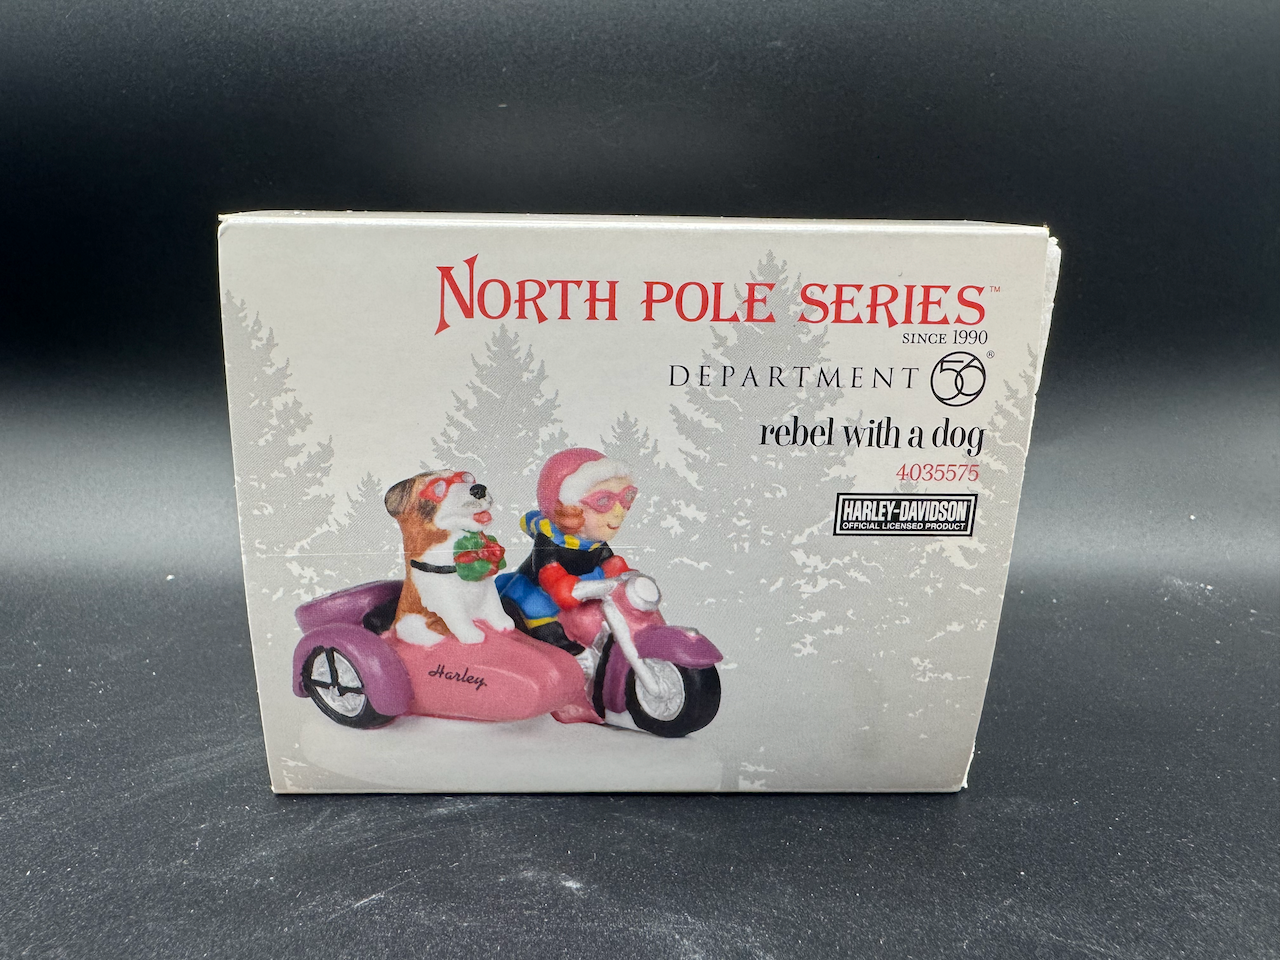 NORTH POLE SERIES™
SINCE 1990
DEPARTMENT 56®
rebel with a dog
4035575
HARLEY-DAVIDSON
OFFICIAL LICENSED PRODUCT
Harley